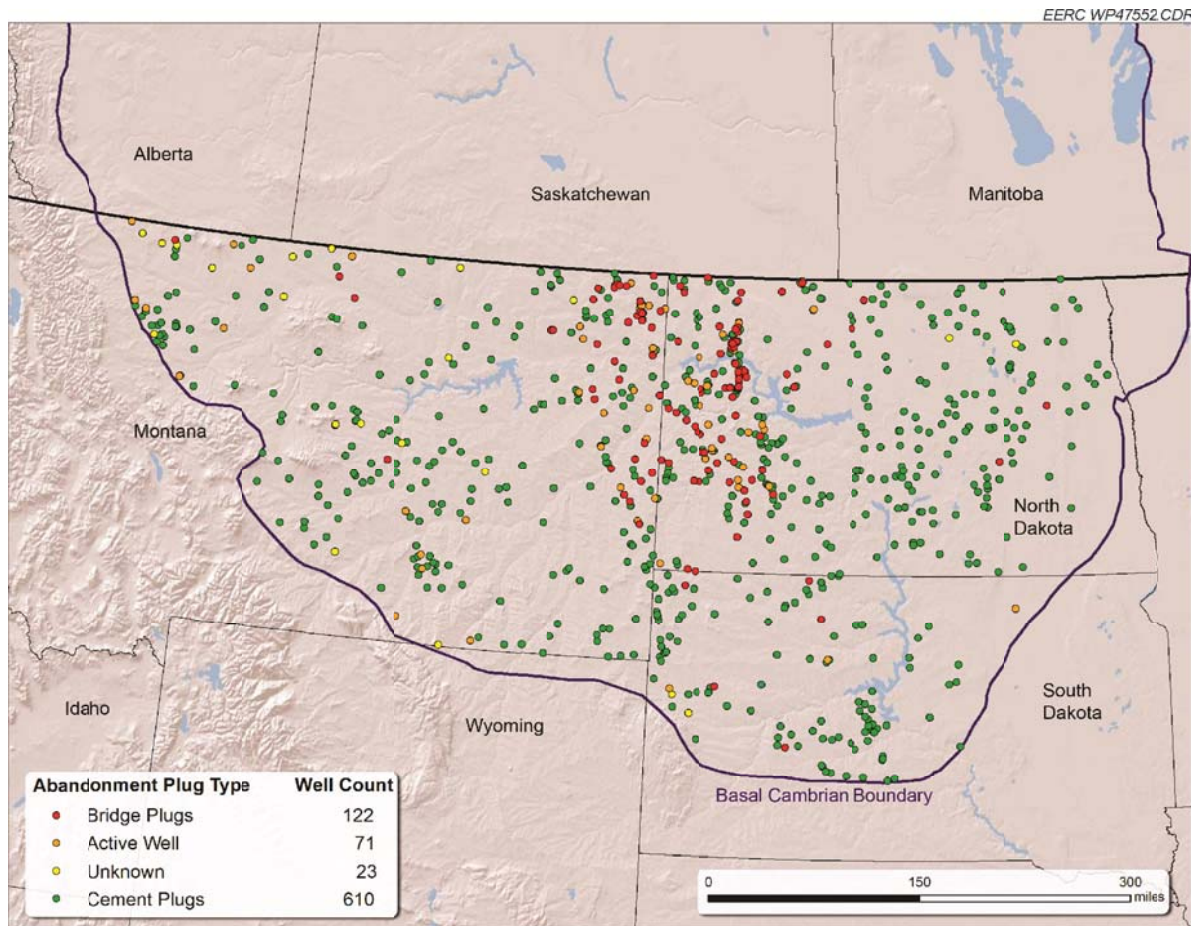 EERC WP47552.CDR
Alberta
Saskatchewan
Manitoba
Montana
North
Dakota
Idaho
Wyoming
South
Dakota
Basal Cambrian Boundary
Abandonment Plug Type Well Count
Bridge Plugs 122
Active Well 71
Unknown 23
Cement Plugs 610
0 150 300
miles